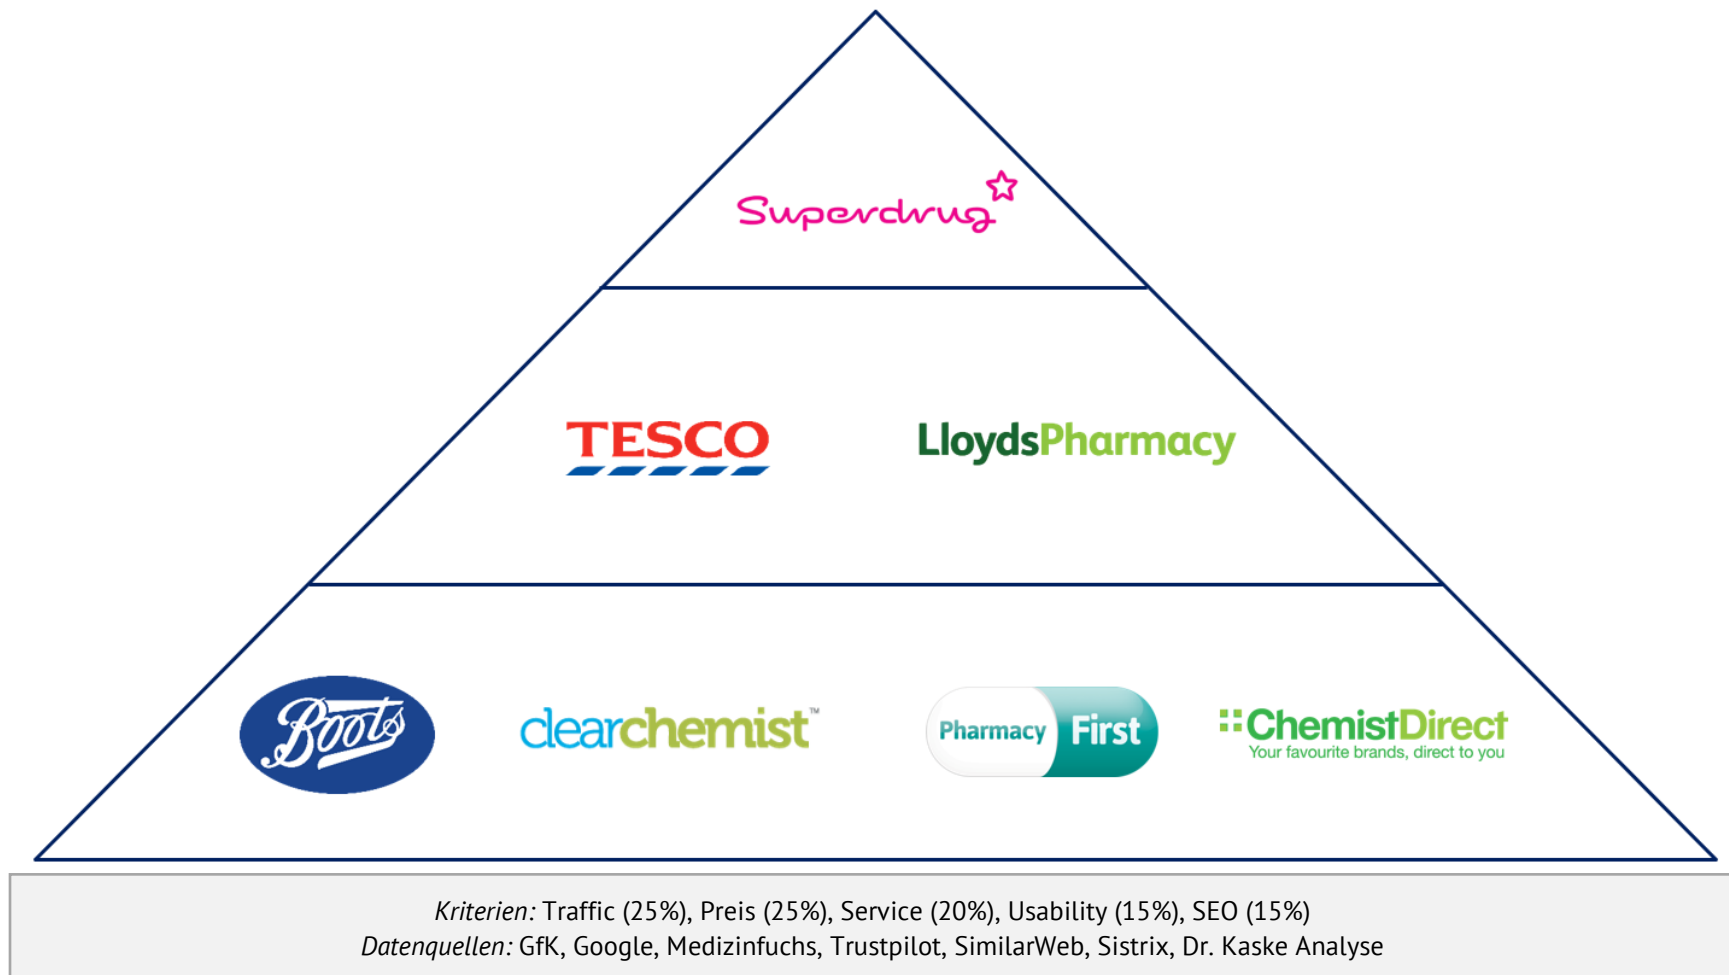 Superdrug
TESCO
LloydsPharmacy
Boots
clearchemist™
Pharmacy First
ChemistDirect
Your favourite brands, direct to you
Kriterien: Traffic (25%), Preis (25%), Service (20%), Usability (15%), SEO (15%)
Datenquellen: GfK, Google, Medizinfuchs, Trustpilot, SimilarWeb, Sistrix, Dr. Kaske Analyse